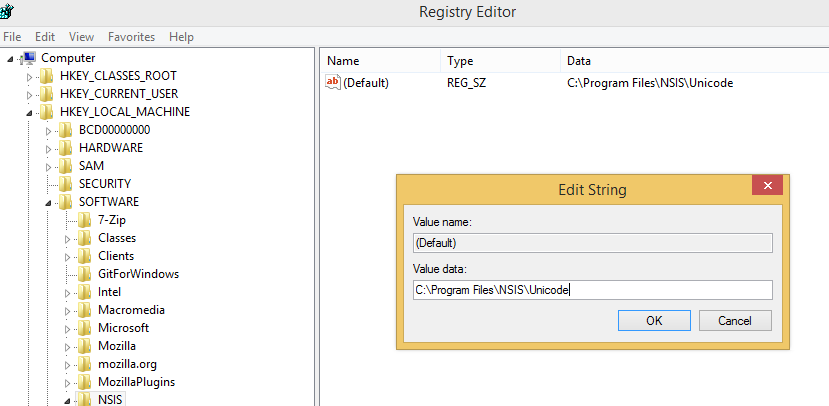 Registry Editor
File Edit View Favorites Help
Computer
HKEY_CLASSES_ROOT
HKEY_CURRENT_USER
HKEY_LOCAL_MACHINE
BCD00000000
HARDWARE
SAM
SECURITY
SOFTWARE
7-Zip
Classes
Clients
GitForWindows
Intel
Macromedia
Microsoft
Mozilla
mozilla.org
MozillaPlugins
NSIS
Name Type Data
ab (Default) REG_SZ C:\Program Files\NSIS\Unicode
Edit String
Value name:
(Default)
Value data:
C:\Program Files\NSIS\Unicode
OK Cancel